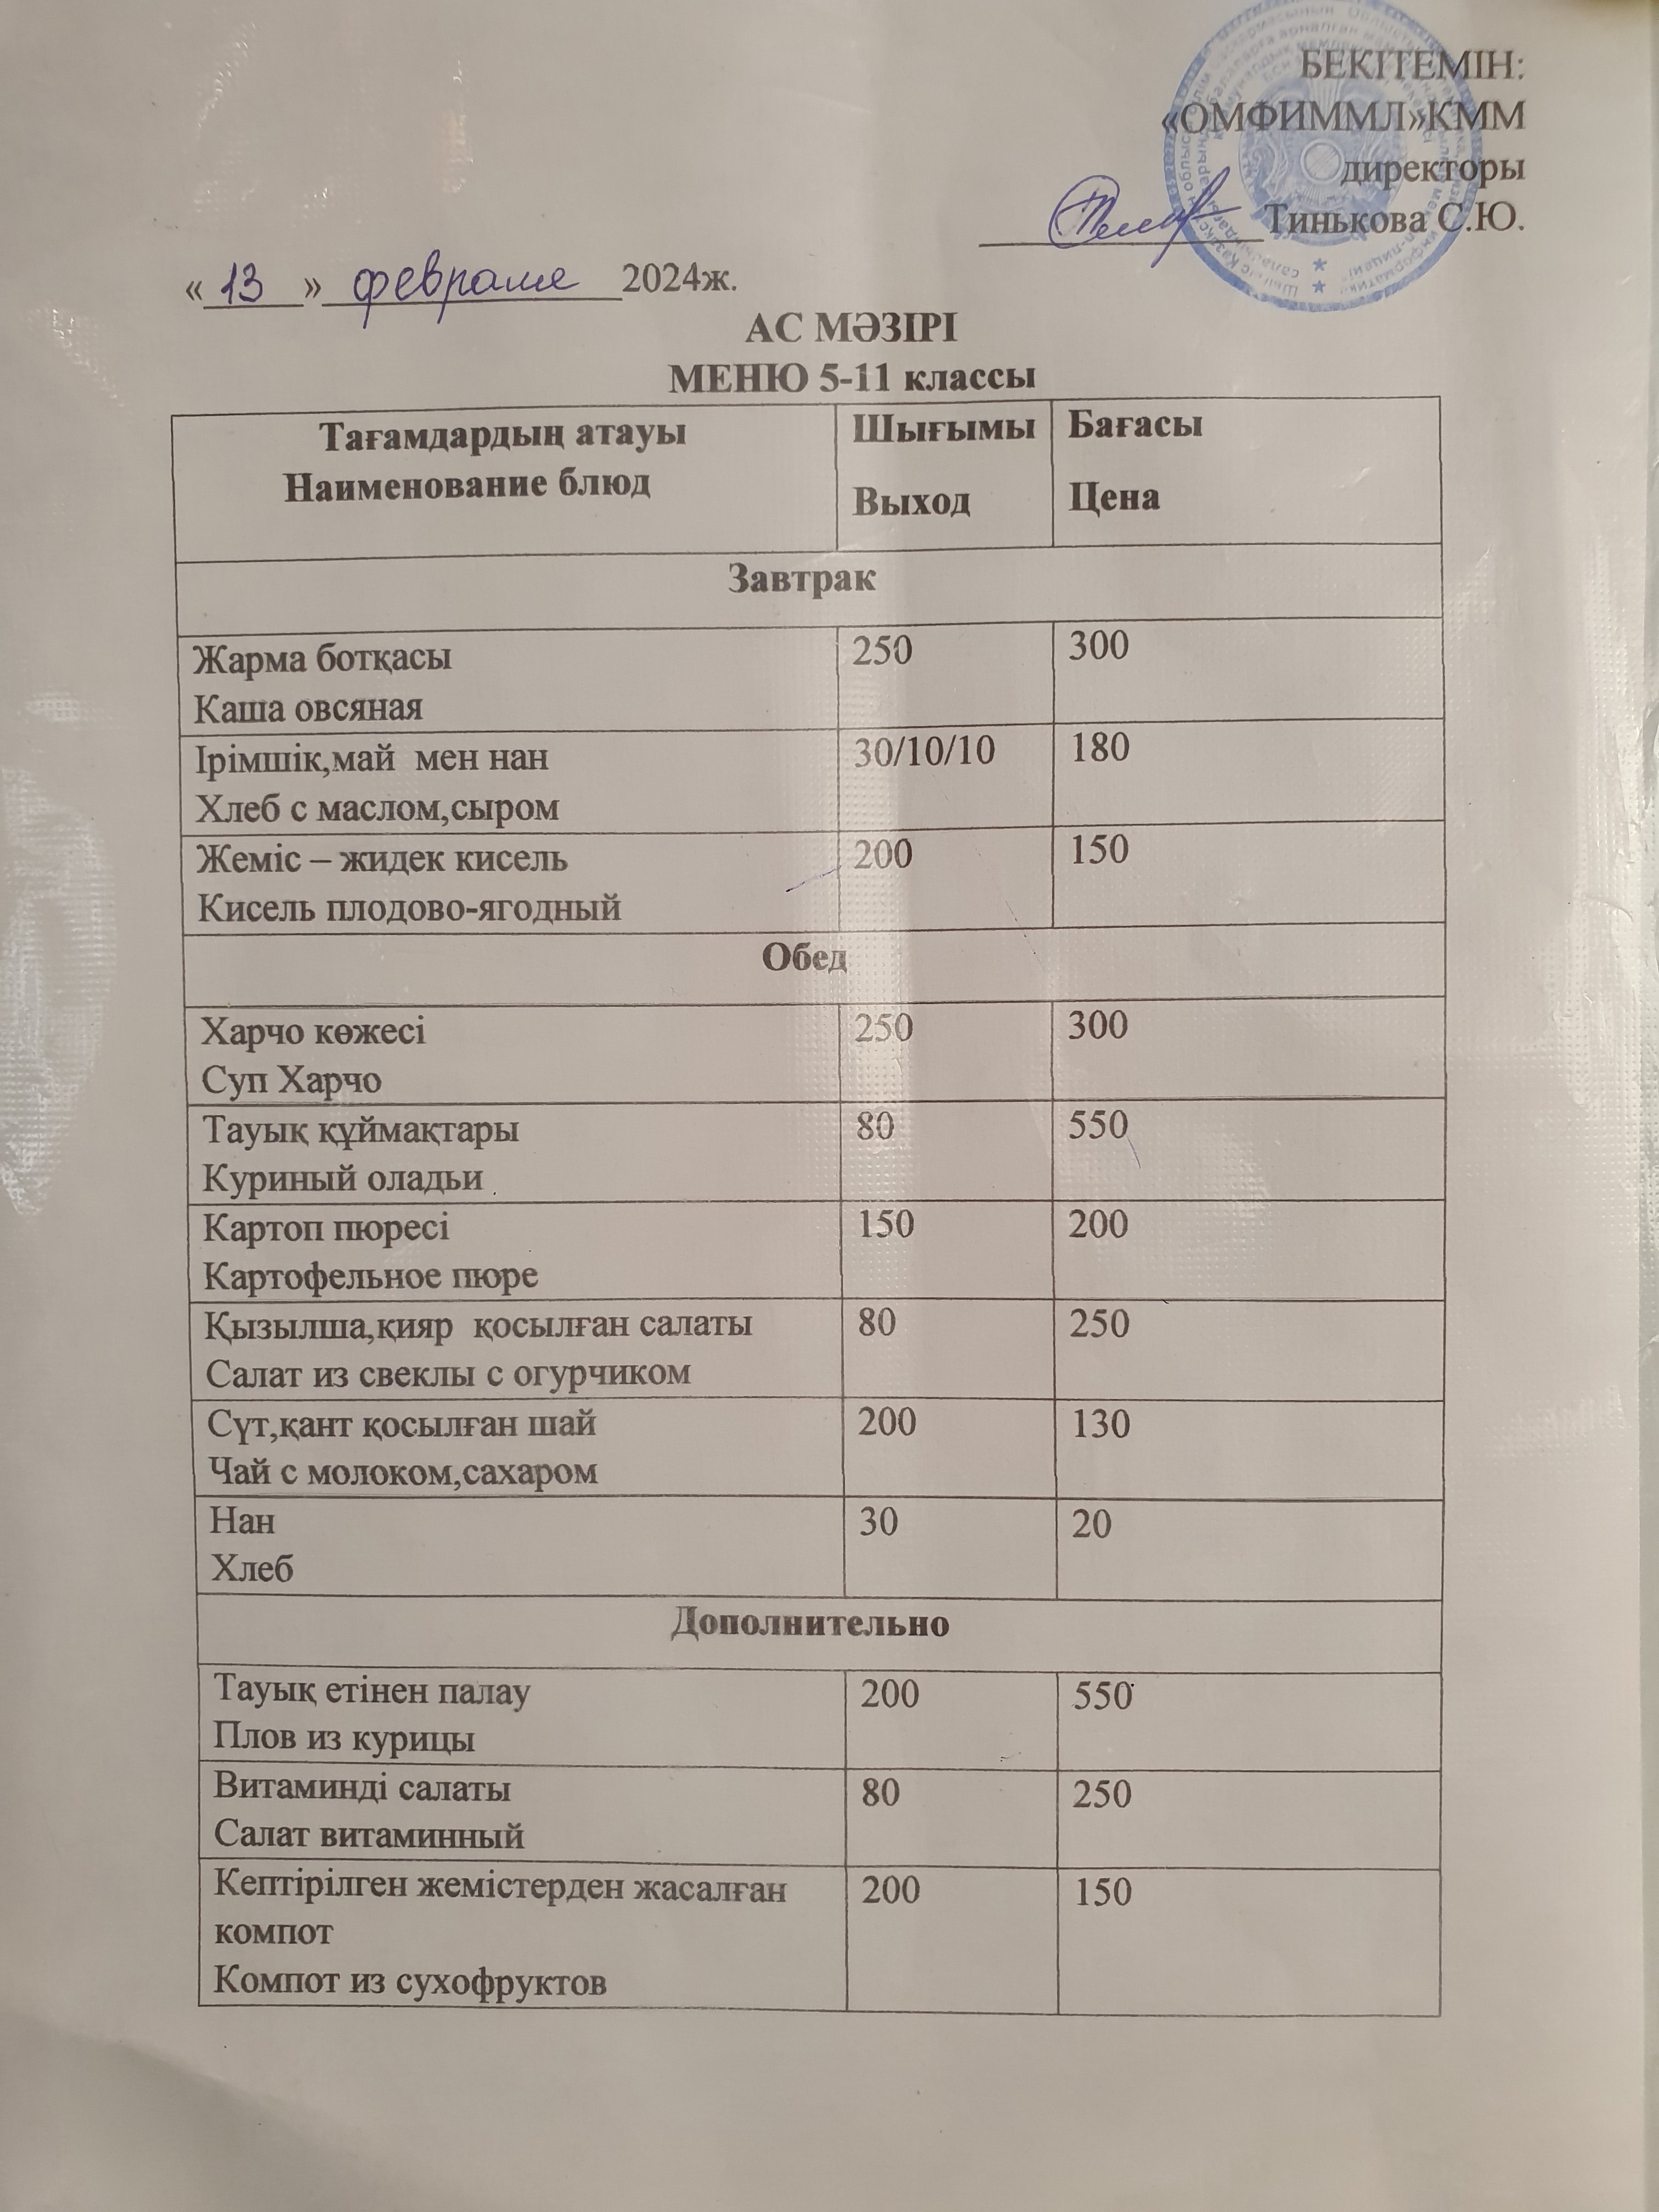 БЕКІТЕМІН:
«ОМФИММЛ»КММ
директоры
Тинькова С.Ю.
«13» февраля 2024ж.
АС МӘЗІРІ
МЕНЮ 5-11 классы
Тағамдардың атауы
Наименование блюд
Шығымы
Выход
Бағасы
Цена
Завтрак
Жарма ботқасы
Каша овсяная
250
300
Ірімшік,май мен нан
Хлеб с маслом,сыром
30/10/10
180
Жеміс – жидек кисель
Кисель плодово-ягодный
200
150
Обед
Харчо көжесі
Суп Харчо
250
300
Тауық құймақтары
Куриный оладьи
80
550
Картоп пюресі
Картофельное пюре
150
200
Қызылша,қияр қосылған салаты
Салат из свеклы с огурчиком
80
250
Сүт,қант қосылған шай
Чай с молоком,сахаром
200
130
Нан
Хлеб
30
20
Дополнительно
Тауық етінен палау
Плов из курицы
200
550
Витаминді салаты
Салат витаминный
80
250
Кептірілген жемістерден жасалған
компот
Компот из сухофруктов
200
150